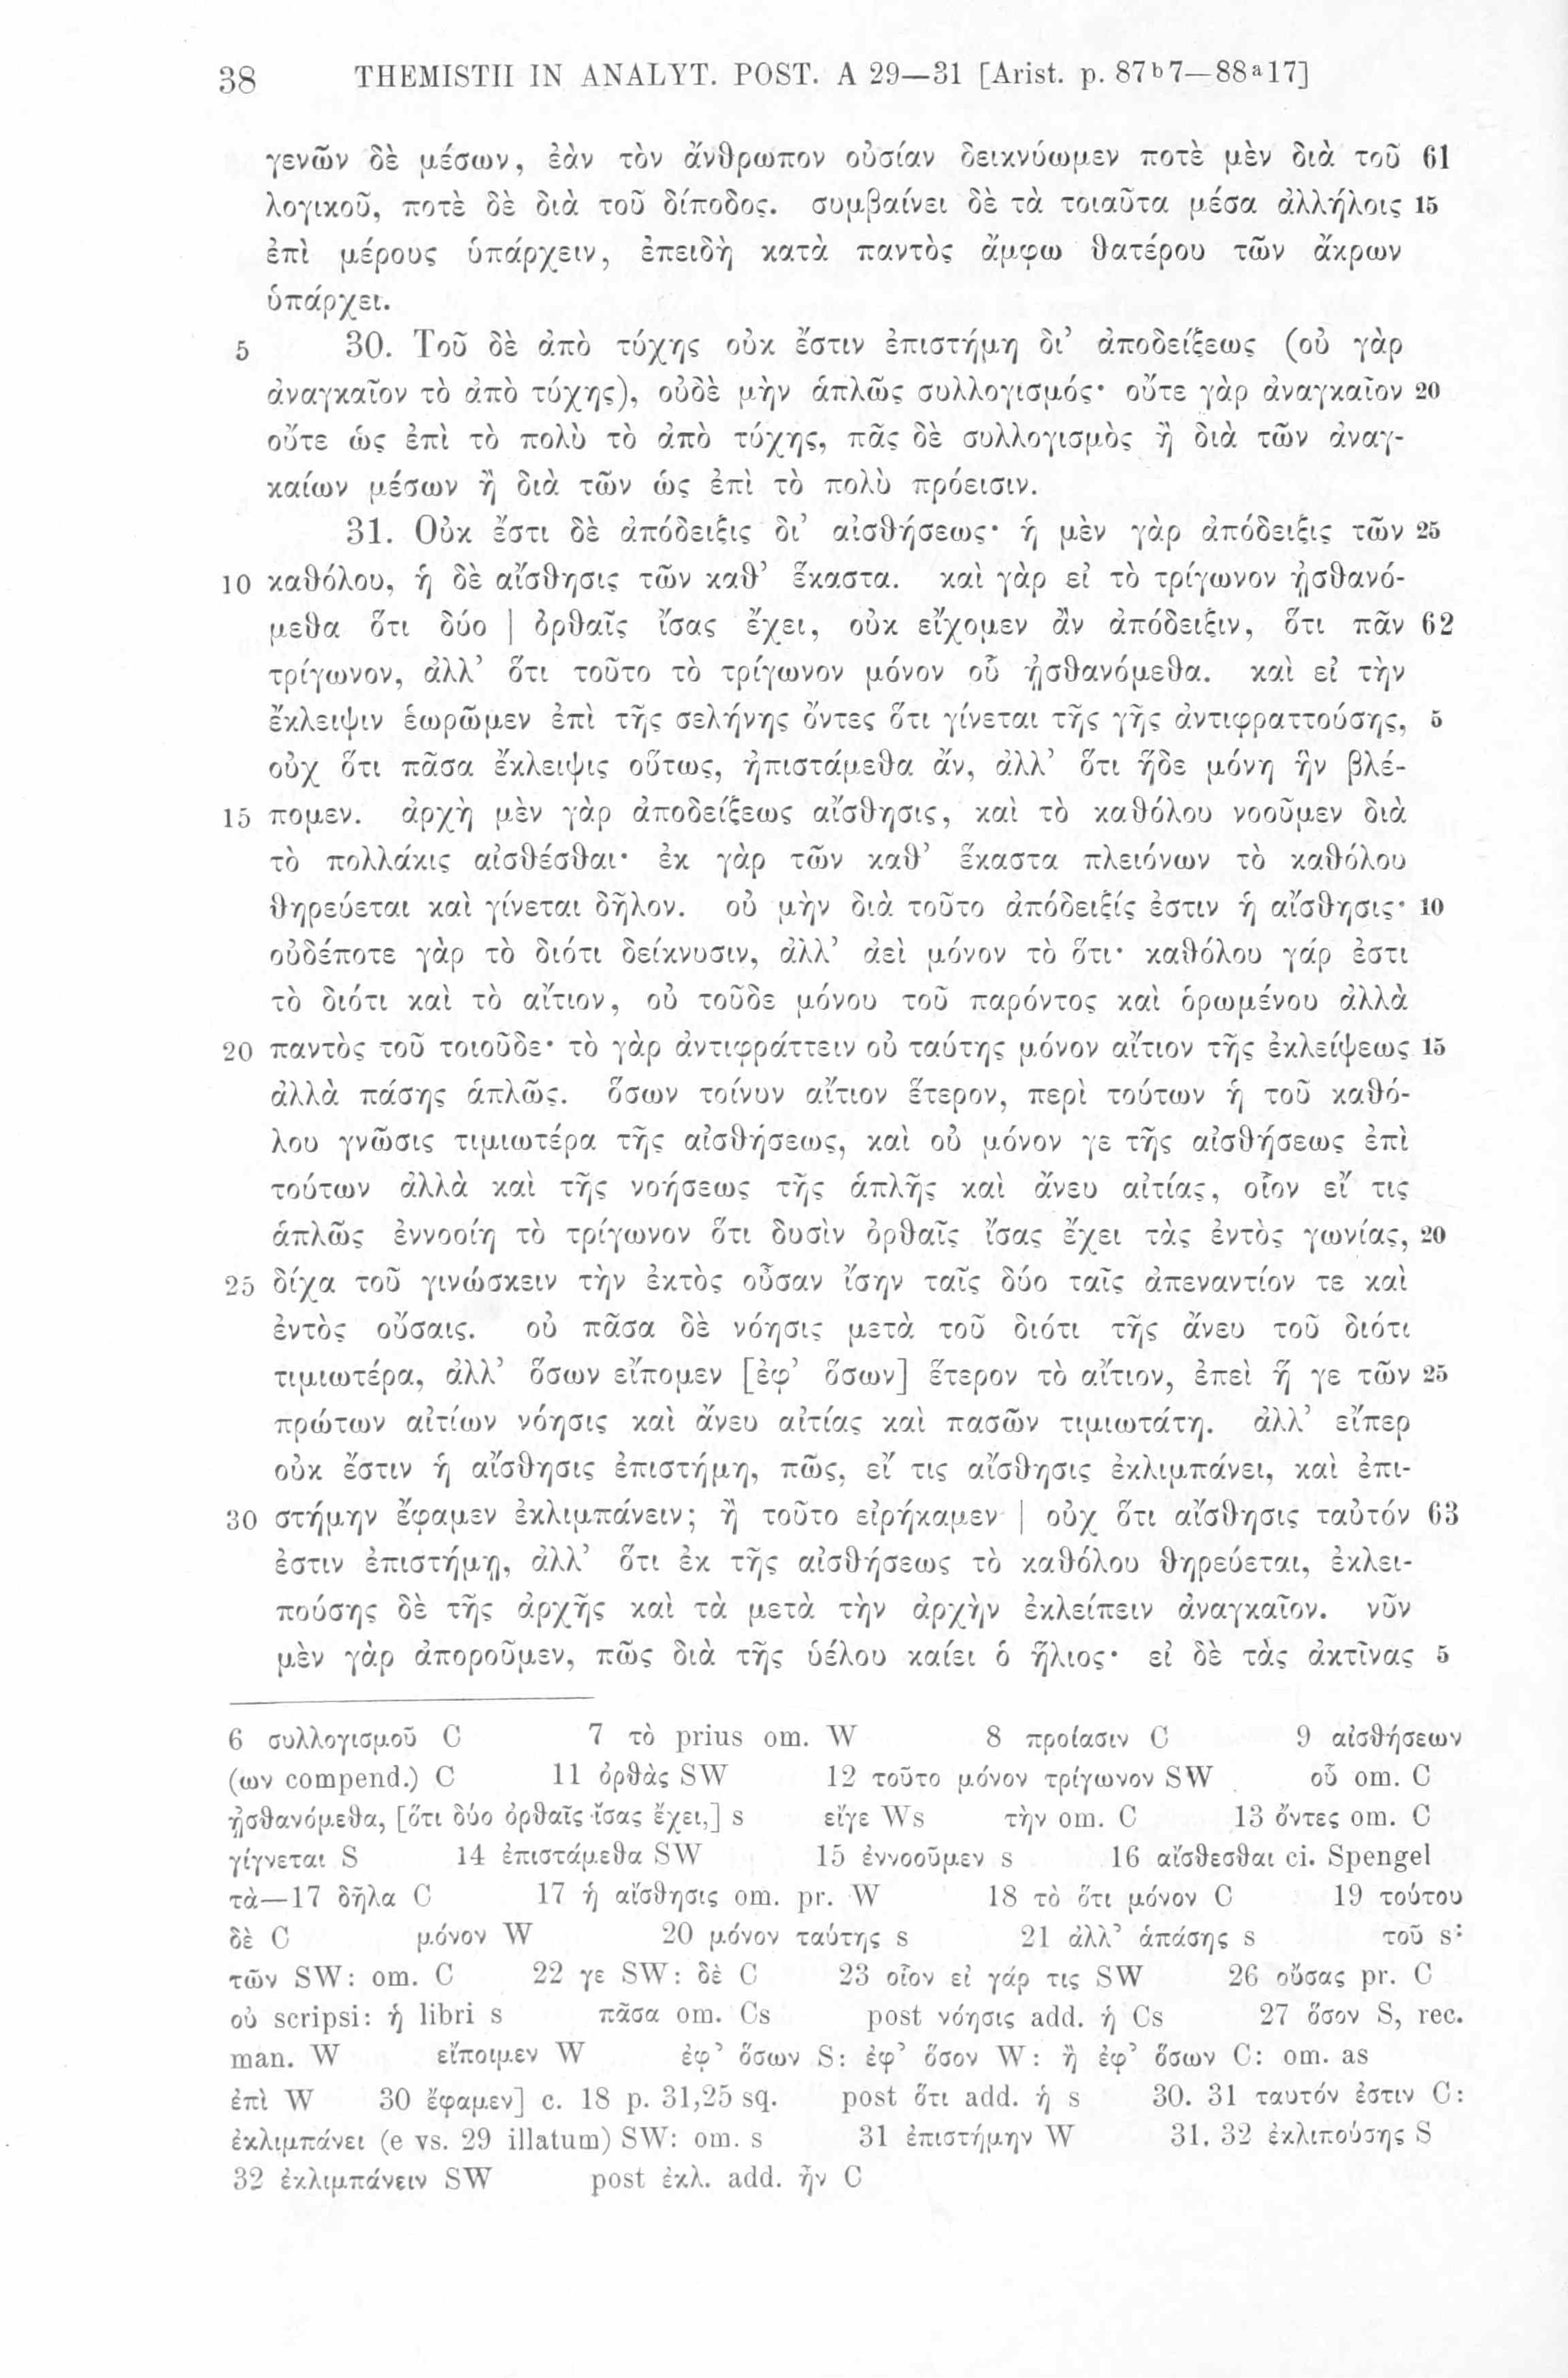 38 THEMISTII IN ANALYT. POST. A 29—31 [Arist. p. 87ᵇ7—88ᵃ17]
γενῶν δὲ μέσων, ἐὰν τὸν ἄνθρωπον οὐσίαν δεικνύωμεν ποτὲ μὲν διὰ τοῦ 61
λογικοῦ, ποτὲ δὲ διὰ τοῦ δίποδος. συμβαίνει δὲ τὰ τοιαῦτα μέσα ἀλλήλοις 15
ἐπὶ μέρους ὑπάρχειν, ἐπειδὴ κατὰ παντὸς ἄμφω θατέρου τῶν ἄκρων
ὑπάρχει.
5 30. Τοῦ δὲ ἀπὸ τύχης οὐκ ἔστιν ἐπιστήμη δι’ ἀποδείξεως (οὐ γὰρ
ἀναγκαῖον τὸ ἀπὸ τύχης), οὐδὲ μὴν ἁπλῶς συλλογισμός· οὔτε γὰρ ἀναγκαῖον 20
οὔτε ὡς ἐπὶ τὸ πολὺ τὸ ἀπὸ τύχης, πᾶς δὲ συλλογισμὸς ἢ διὰ τῶν ἀναγ-
καίων μέσων ἢ διὰ τῶν ὡς ἐπὶ τὸ πολὺ πρόεισιν.
31. Οὐκ ἔστι δὲ ἀπόδειξις δι’ αἰσθήσεως· ἡ μὲν γὰρ ἀπόδειξις τῶν 25
10 καθόλου, ἡ δὲ αἴσθησις τῶν καθ’ ἕκαστα. καὶ γὰρ εἰ τὸ τρίγωνον ᾐσθανό-
μεθα ὅτι δύο | ὀρθαῖς ἴσας ἔχει, οὐκ εἴχομεν ἂν ἀπόδειξιν, ὅτι πᾶν 62
τρίγωνον, ἀλλ’ ὅτι τοῦτο τὸ τρίγωνον μόνον οὗ ᾐσθανόμεθα. καὶ εἰ τὴν
ἔκλειψιν ἑωρῶμεν ἐπὶ τῆς σελήνης ὄντες ὅτι γίνεται τῆς γῆς ἀντιφραττούσης, 5
οὐχ ὅτι πᾶσα ἔκλειψις οὕτως, ἠπιστάμεθα ἄν, ἀλλ’ ὅτι ἥδε μόνη ἣν βλέ-
15 πομεν. ἀρχὴ μὲν γὰρ ἀποδείξεως αἴσθησις, καὶ τὸ καθόλου νοοῦμεν διὰ
τὸ πολλάκις αἰσθέσθαι· ἐκ γὰρ τῶν καθ’ ἕκαστα πλειόνων τὸ καθόλου
θηρεύεται καὶ γίνεται δῆλον. οὐ μὴν διὰ τοῦτο ἀπόδειξίς ἐστιν ἡ αἴσθησις· 10
οὐδέποτε γὰρ τὸ διότι δείκνυσιν, ἀλλ’ ἀεὶ μόνον τὸ ὅτι· καθόλου γάρ ἐστι
τὸ διότι καὶ τὸ αἴτιον, οὐ τοῦδε μόνου τοῦ παρόντος καὶ ὁρωμένου ἀλλὰ
20 παντὸς τοῦ τοιοῦδε· τὸ γὰρ ἀντιφράττειν οὐ ταύτης μόνον αἴτιον τῆς ἐκλείψεως 15
ἀλλὰ πάσης ἁπλῶς. ὅσων τοίνυν αἴτιον ἕτερον, περὶ τούτων ἡ τοῦ καθό-
λου γνῶσις τιμιωτέρα τῆς αἰσθήσεως, καὶ οὐ μόνον γε τῆς αἰσθήσεως ἐπὶ
τούτων ἀλλὰ καὶ τῆς νοήσεως τῆς ἁπλῆς καὶ ἄνευ αἰτίας, οἷον εἴ τις
ἁπλῶς ἐννοοίη τὸ τρίγωνον ὅτι δυσὶν ὀρθαῖς ἴσας ἔχει τὰς ἐντὸς γωνίας, 20
25 δίχα τοῦ γινώσκειν τὴν ἐκτὸς οὖσαν ἴσην ταῖς δύο ταῖς ἀπεναντίον τε καὶ
ἐντὸς οὔσαις. οὐ πᾶσα δὲ νόησις μετὰ τοῦ διότι τῆς ἄνευ τοῦ διότι
τιμιωτέρα, ἀλλ’ ὅσων εἴπομεν [ἐφ’ ὅσων] ἕτερον τὸ αἴτιον, ἐπεὶ ἥ γε τῶν 25
πρώτων αἰτίων νόησις καὶ ἄνευ αἰτίας καὶ πασῶν τιμιωτάτη. ἀλλ’ εἴπερ
οὐκ ἔστιν ἡ αἴσθησις ἐπιστήμη, πῶς, εἴ τις αἴσθησις ἐκλιμπάνει, καὶ ἐπι-
30 στήμην ἔφαμεν ἐκλιμπάνειν; ἢ τοῦτο εἰρήκαμεν | οὐχ ὅτι αἴσθησις ταὐτόν 63
ἐστιν ἐπιστήμῃ, ἀλλ’ ὅτι ἐκ τῆς αἰσθήσεως τὸ καθόλου θηρεύεται, ἐκλει-
πούσης δὲ τῆς ἀρχῆς καὶ τὰ μετὰ τὴν ἀρχὴν ἐκλείπειν ἀναγκαῖον. νῦν
μὲν γὰρ ἀποροῦμεν, πῶς διὰ τῆς ὑέλου καίει ὁ ἥλιος· εἰ δὲ τὰς ἀκτῖνας 5
6 συλλογισμοῦ C 7 τὸ prius om. W 8 προίασιν C 9 αἰσθήσεων
(ων compend.) C 11 ὀρθὰς SW 12 τοῦτο μόνον τρίγωνον SW οὗ om. C
ᾐσθανόμεθα, [ὅτι δύο ὀρθαῖς ἴσας ἔχει,] s εἴγε Ws τὴν om. C 13 ὄντες om. C
γίγνεται S 14 ἐπιστάμεθα SW 15 ἐννοοῦμεν s 16 αἴσθεσθαι ci. Spengel
τὰ—17 δῆλα C 17 ἡ αἴσθησις om. pr. W 18 τὸ ὅτι μόνον C 19 τούτου
δὲ C μόνον W 20 μόνον ταύτης s 21 ἀλλ’ ἁπάσης s τοῦ s:
τῶν SW: om. C 22 γε SW: δὲ C 23 οἷον εἰ γάρ τις SW 26 οὔσας pr. C
οὐ scripsi: ἡ libri s πᾶσα om. Cs post νόησις add. ἡ Cs 27 ὅσον S, rec.
man. W εἴποιμεν W ἐφ’ ὅσων S: ἐφ’ ὅσον W: ἢ ἐφ’ ὅσων C: om. as
ἐπὶ W 30 ἔφαμεν] c. 18 p. 31,25 sq. post ὅτι add. ἡ s 30. 31 ταυτόν ἐστιν C:
ἐκλιμπάνει (e vs. 29 illatum) SW: om. s 31 ἐπιστήμην W 31. 32 ἐκλιπούσης S
32 ἐκλιμπάνειν SW post ἐκλ. add. ἦν C